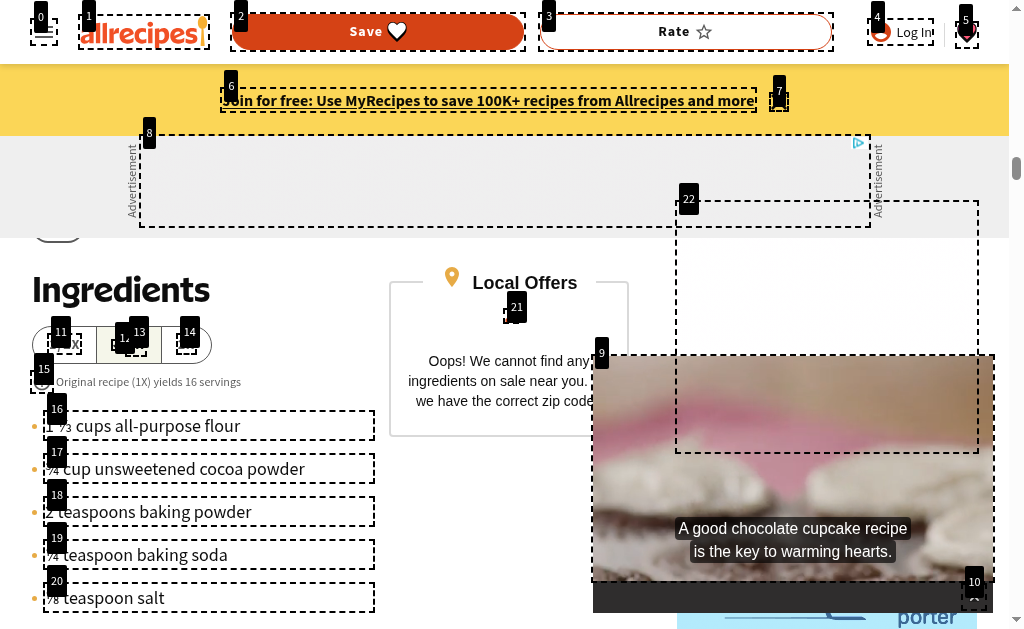 0
1
2
3
4
5
allrecipes
Save
Rate
Log In
6
7
Join for free: Use MyRecipes to save 100K+ recipes from Allrecipes and more
8
Advertisement
Advertisement
22
Ingredients
Local Offers
21
11
13
14
Oops! We cannot find any
ingredients on sale near you.
we have the correct zip code
9
15
Original recipe (1X) yields 16 servings
16
1 ⅓ cups all-purpose flour
17
¾ cup unsweetened cocoa powder
18
2 teaspoons baking powder
19
teaspoon baking soda
20
⅛ teaspoon salt
A good chocolate cupcake recipe
is the key to warming hearts.
10
porter